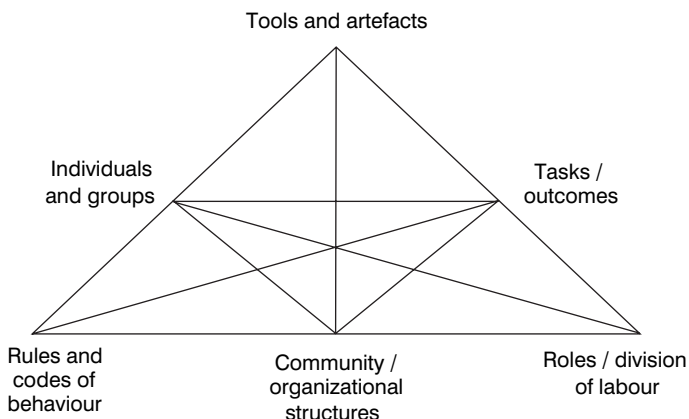 Tools and artefacts
Individuals
and groups
Tasks /
outcomes
Rules and
codes of
behaviour
Community /
organizational
structures
Roles / division
of labour